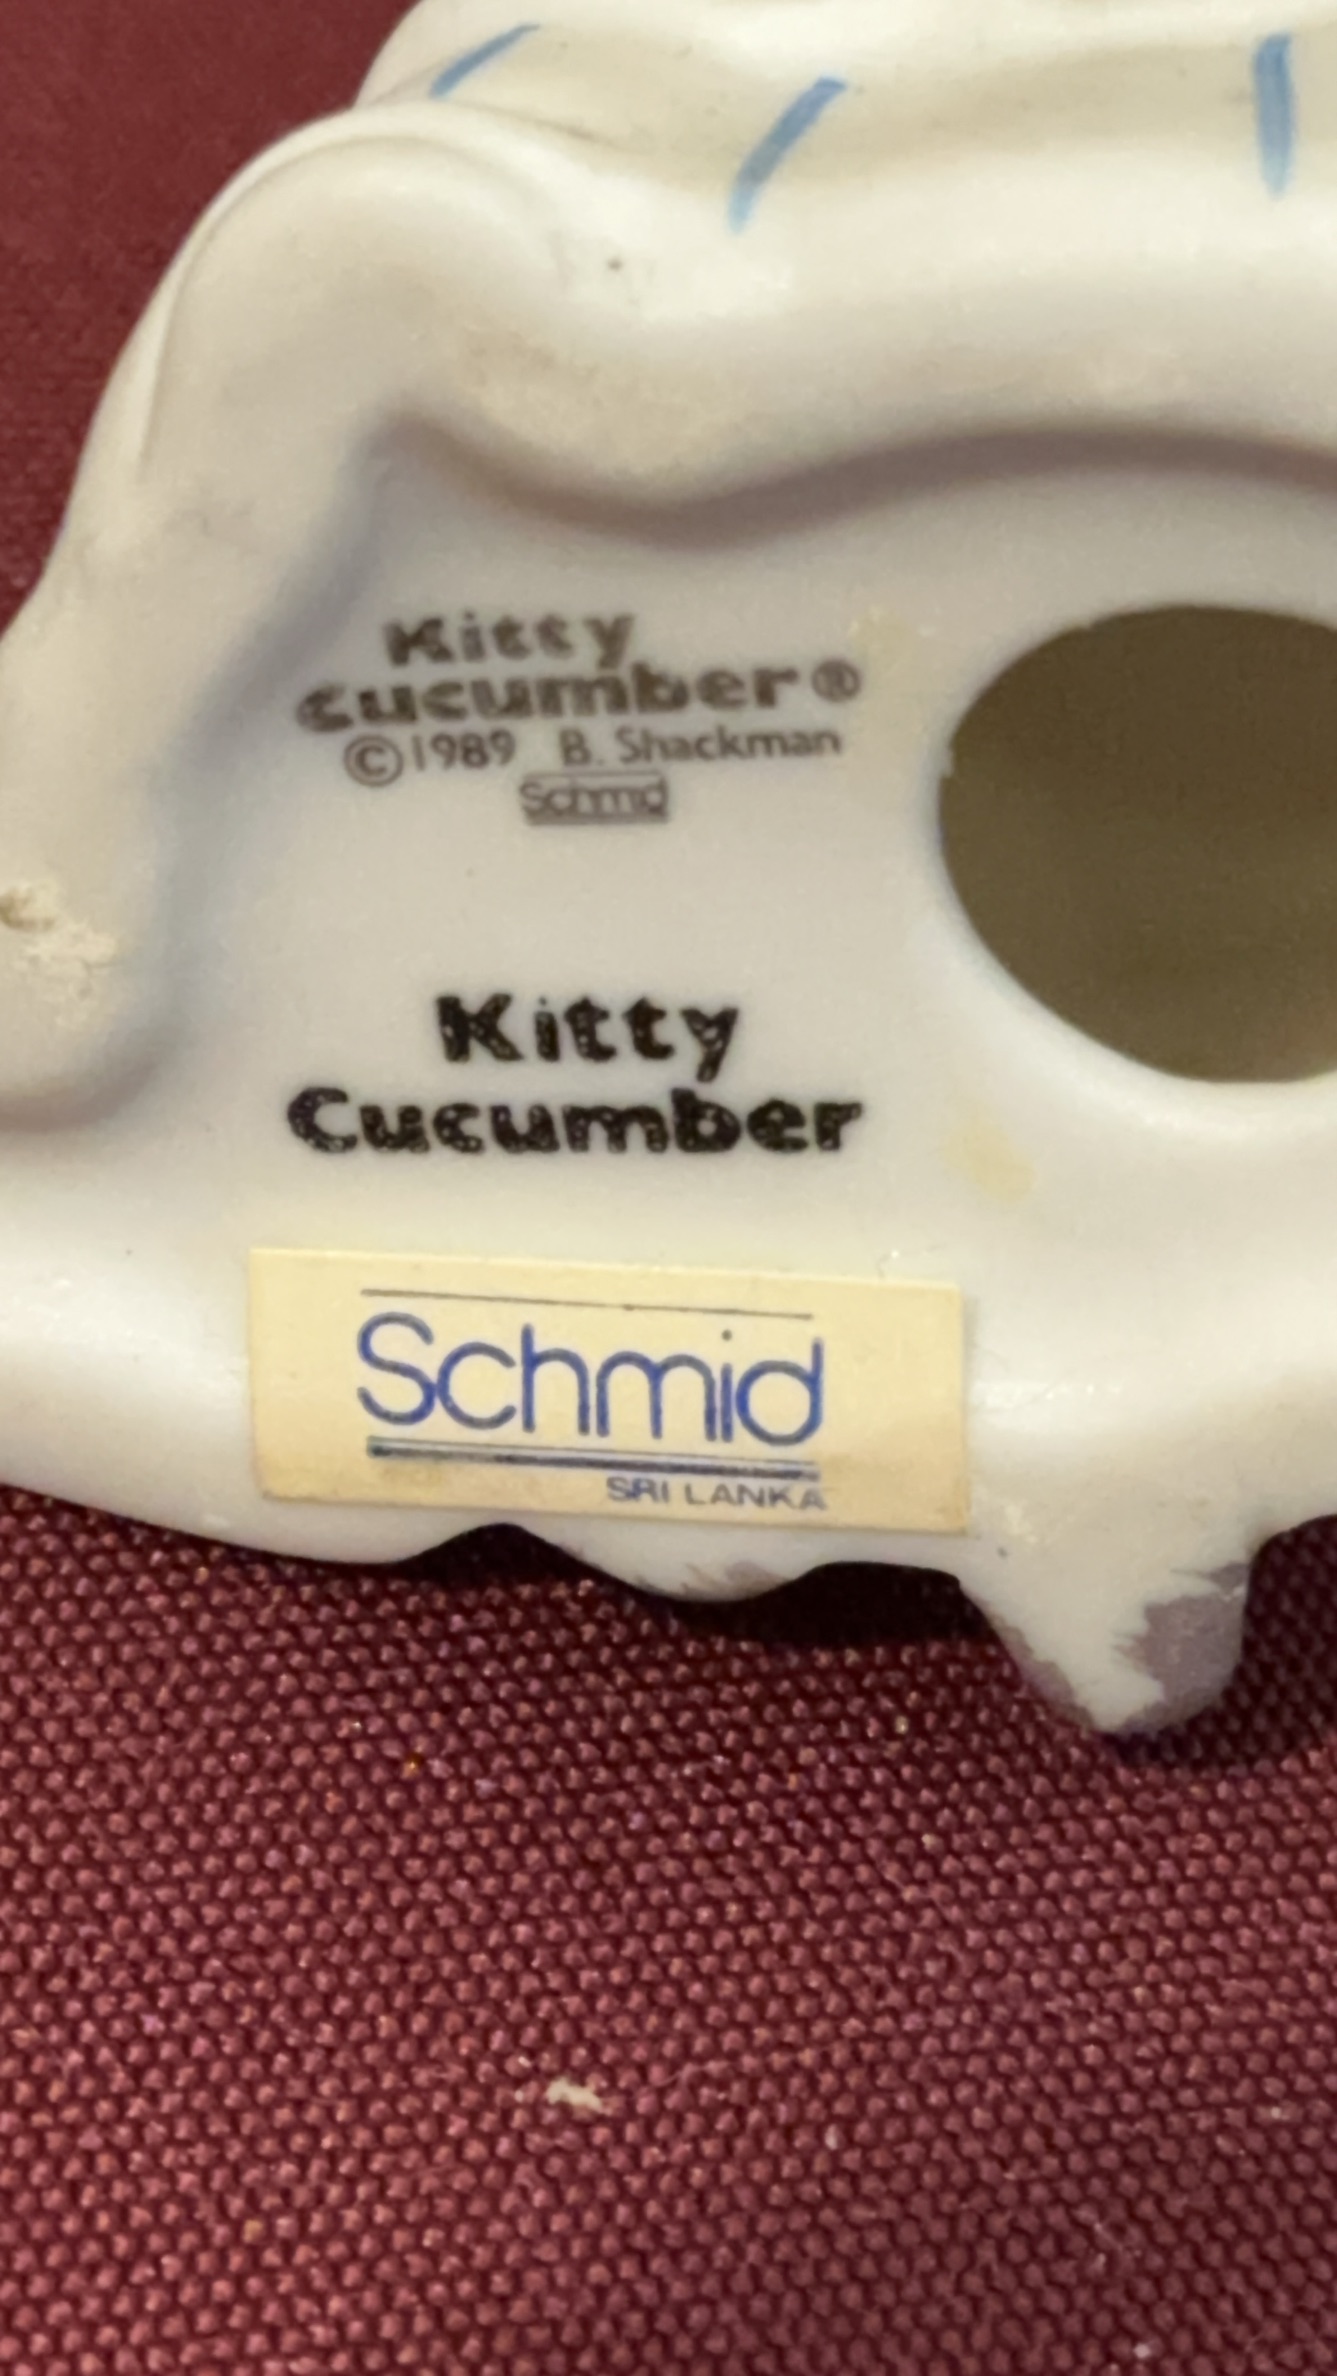 Kitty
Cucumber®
©1989 B. Shackman
Schmid
Kitty
Cucumber
Schmid
SRI LANKA